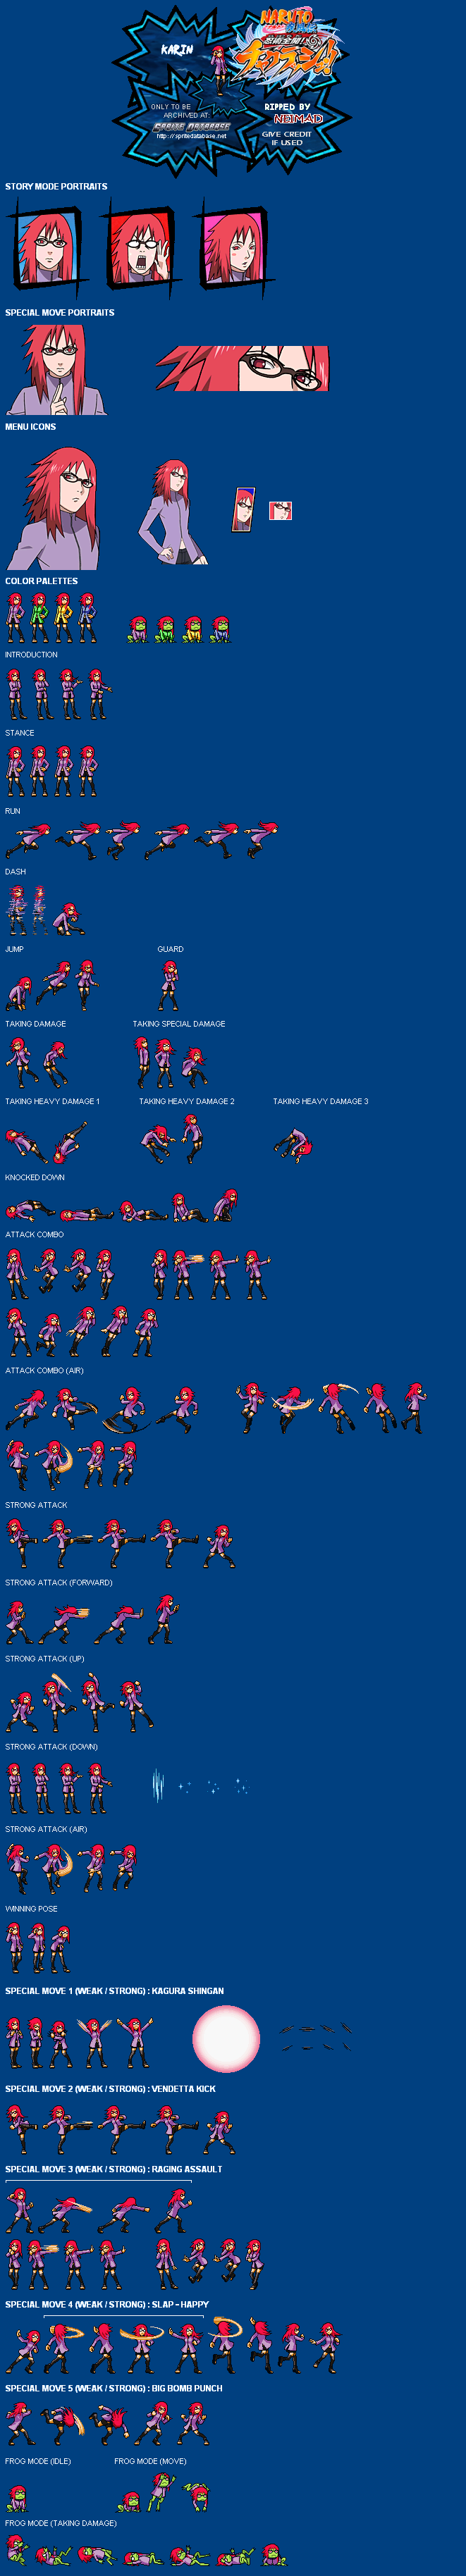 KARIN
NARUTO
ONLY TO BE
ARCHIVED AT:
SPRITE DATABASE
http://spritedatabase.net
RIPPED BY
NEIMAD
GIVE CREDIT
IF USED
STORY MODE PORTRAITS
SPECIAL MOVE PORTRAITS
MENU ICONS
COLOR PALETTES
INTRODUCTION
STANCE
RUN
DASH
JUMP GUARD
TAKING DAMAGE TAKING SPECIAL DAMAGE
TAKING HEAVY DAMAGE 1 TAKING HEAVY DAMAGE 2 TAKING HEAVY DAMAGE 3
KNOCKED DOWN
ATTACK COMBO
ATTACK COMBO (AIR)
STRONG ATTACK
STRONG ATTACK (FORWARD)
STRONG ATTACK (UP)
STRONG ATTACK (DOWN)
STRONG ATTACK (AIR)
WINNING POSE
SPECIAL MOVE 1 (WEAK / STRONG) : KAGURA SHINGAN
SPECIAL MOVE 2 (WEAK / STRONG) : VENDETTA KICK
SPECIAL MOVE 3 (WEAK / STRONG) : RAGING ASSAULT
SPECIAL MOVE 4 (WEAK / STRONG) : SLAP - HAPPY
SPECIAL MOVE 5 (WEAK / STRONG) : BIG BOMB PUNCH
FROG MODE (IDLE) FROG MODE (MOVE)
FROG MODE (TAKING DAMAGE)